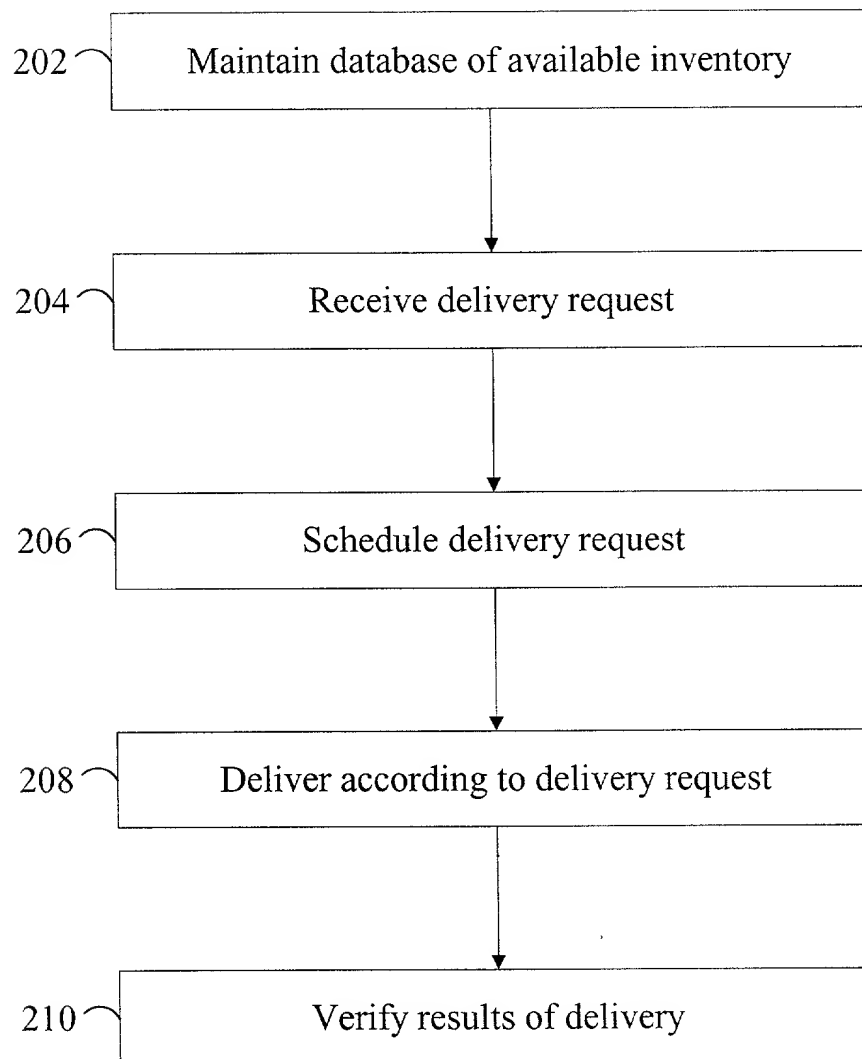 202 Maintain database of available inventory
204 Receive delivery request
206 Schedule delivery request
208 Deliver according to delivery request
210 Verify results of delivery